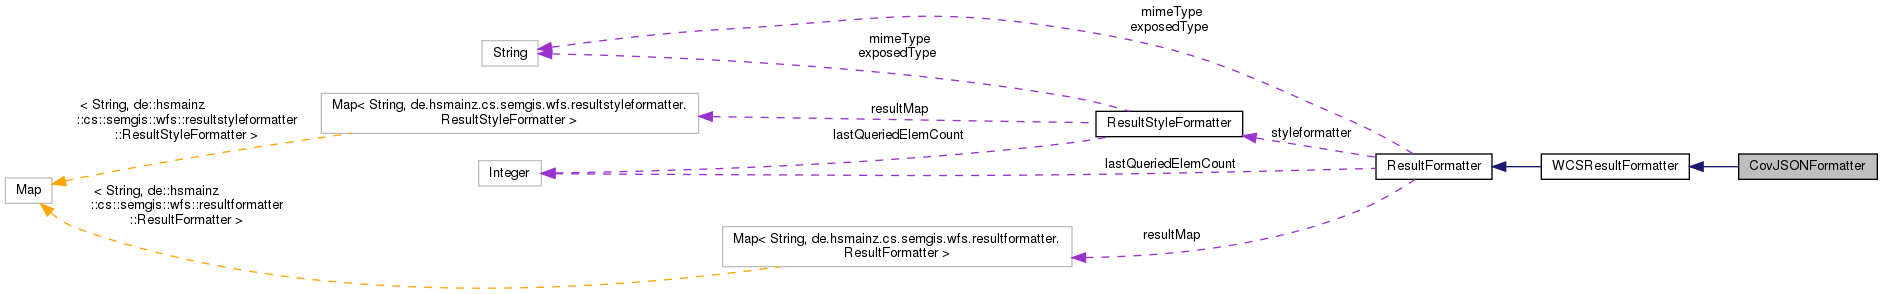 mimeType
exposedType
mimeType
exposedType
String
< String, de::hsmainz
::cs::semgis::wfs::resultstyleformatter
::ResultStyleFormatter >
Map< String, de.hsmainz.cs.semgis.wfs.resultstyleformatter.
ResultStyleFormatter >
resultMap
ResultStyleFormatter
lastQueriedElemCount
styleformatter
Integer
lastQueriedElemCount
ResultFormatter
WCSResultFormatter
CovJSONFormatter
Map
< String, de::hsmainz
::cs::semgis::wfs::resultformatter
::ResultFormatter >
Map< String, de.hsmainz.cs.semgis.wfs.resultformatter.
ResultFormatter >
resultMap